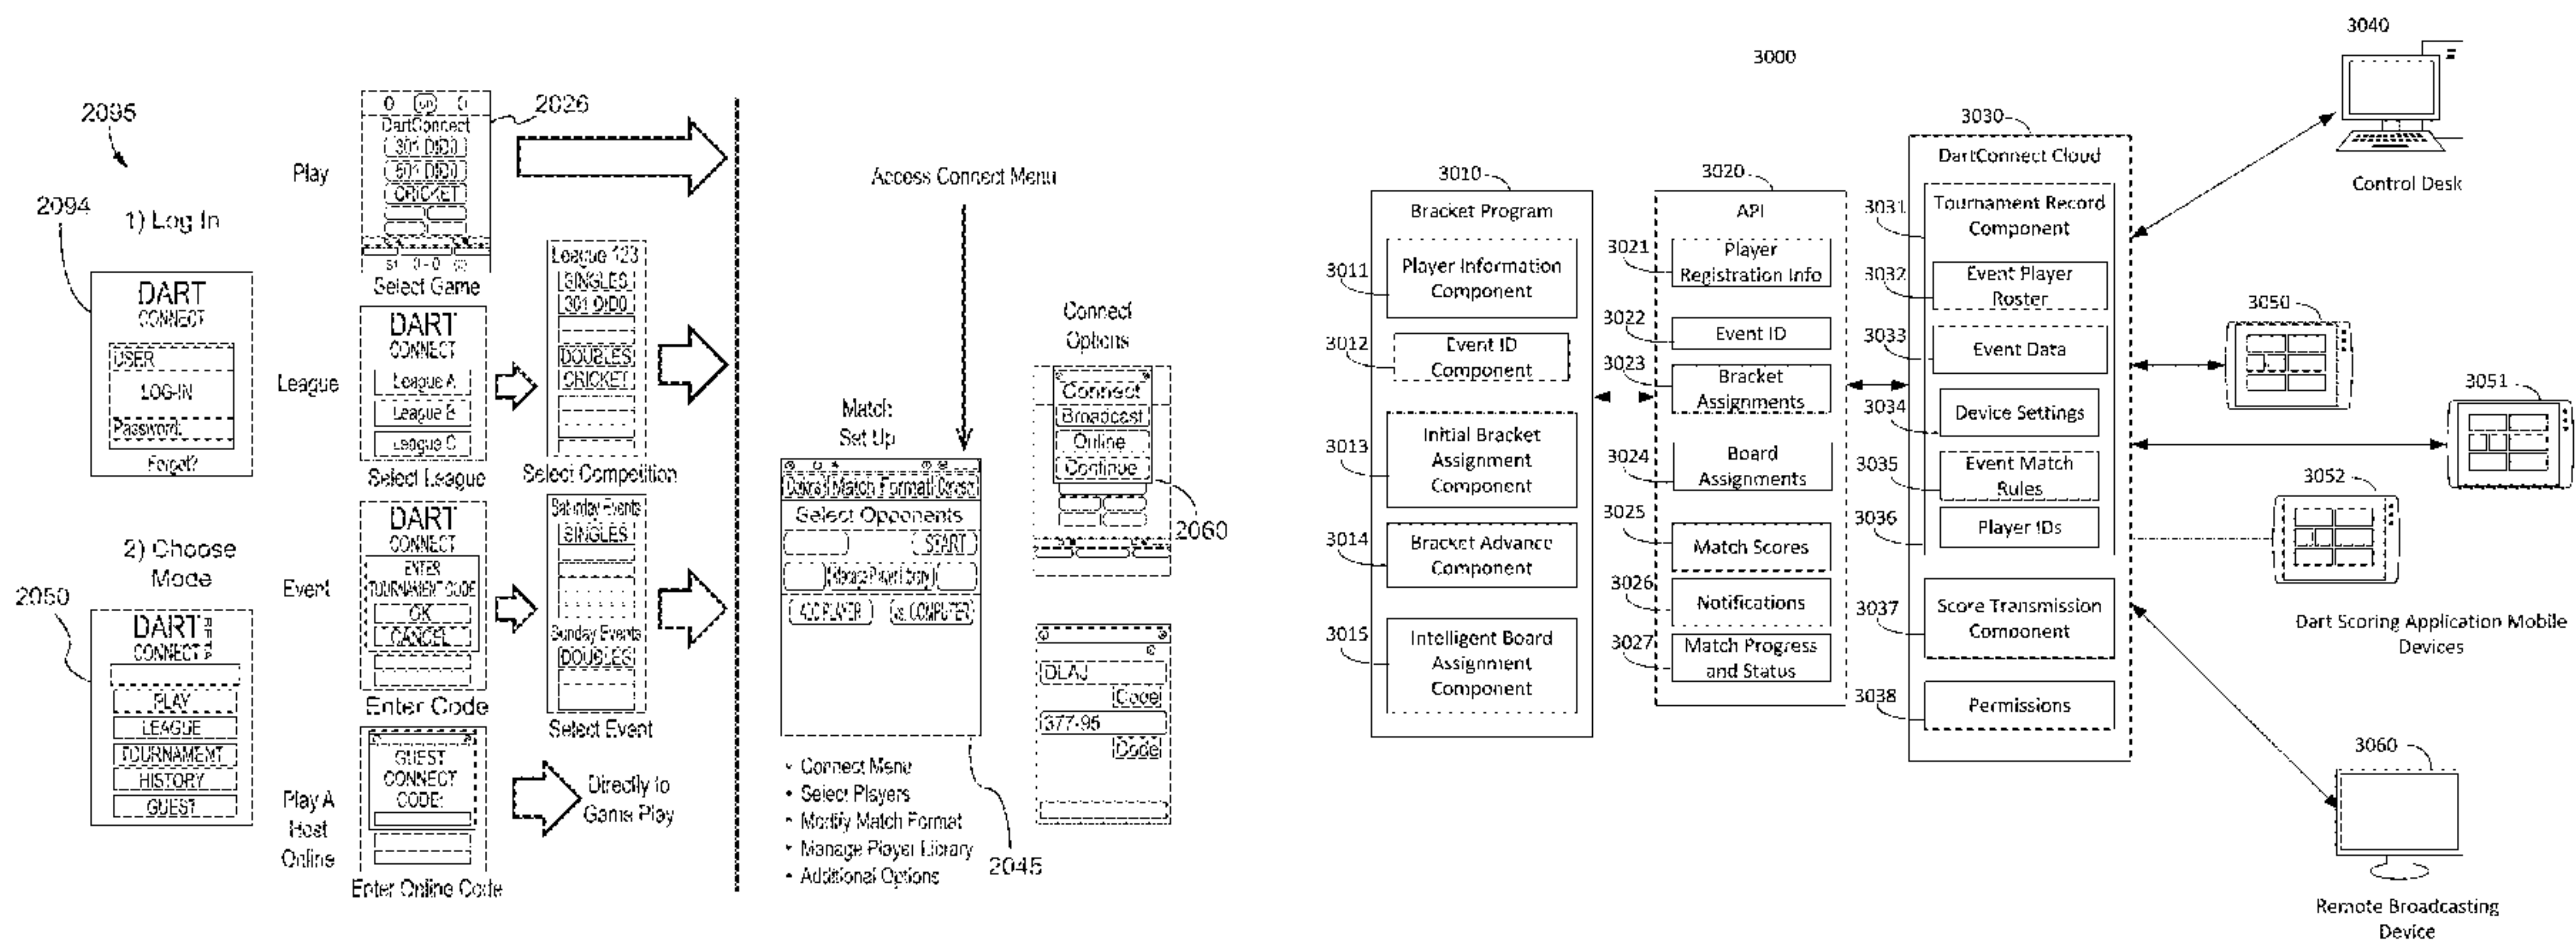 2095
2094
1) Log In
DART
CONNECT
USER
LOG-IN
Password:
Forgot?
2) Choose
Mode
2050
DART
CONNECT
PLAY
LEAGUE
TOURNAMENT
HISTORY
GUEST
Play
2026
DartConnect
301 DIDO
501 DIDO
CRICKET
Select Game
League
DART
CONNECT
League A
League B
League C
Select League
League 123
SINGLES
301 DIDO
DOUBLES
CRICKET
Select Competition
Event
DART
CONNECT
ENTER
TOURNAMENT CODE
OK
CANCEL
Enter Code
Saturday Events
SINGLES
Sunday Events
DOUBLES
Select Event
Play A
Host
Online
GUEST
CONNECT
CODE:
Enter Online Code
Directly to
Game Play
Access Connect Menu
Match
Set Up
Match Format
Select Opponents
START
Manage Player Library
ADD PLAYER
vs. COMPUTER
2045
• Connect Menu
• Select Players
• Modify Match Format
• Manage Player Library
• Additional Options
Connect
Options
Connect
Broadcast
Online
Continue
2060
DLAJ
Code
377-95
Code
3000
3010
Bracket Program
3011
Player Information
Component
3012
Event ID
Component
3013
Initial Bracket
Assignment
Component
3014
Bracket Advance
Component
3015
Intelligent Board
Assignment
Component
3020
API
3021
Player
Registration Info
3022
Event ID
3023
Bracket
Assignments
3024
Board
Assignments
3025
Match Scores
3026
Notifications
3027
Match Progress
and Status
3030
DartConnect Cloud
3031
Tournament Record
Component
3032
Event Player
Roster
3033
Event Data
3034
Device Settings
3035
Event Match
Rules
3036
Player IDs
3037
Score Transmission
Component
3038
Permissions
3040
Control Desk
3050
3051
3052
Dart Scoring Application Mobile
Devices
3060
Remote Broadcasting
Device